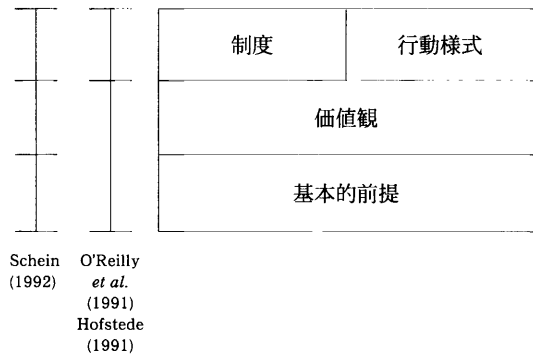 制度 行動様式
価値観
基本的前提
Schein
(1992)
O'Reilly
et al.
(1991)
Hofstede
(1991)